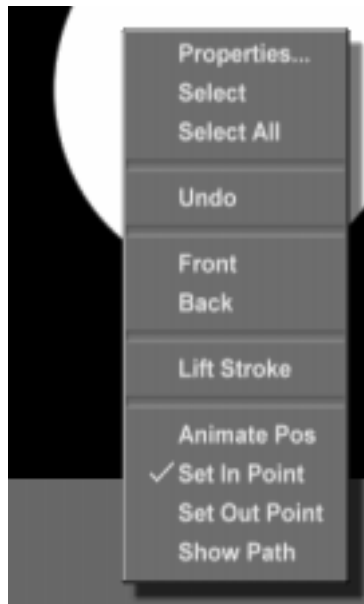 Properties...
Select
Select All
Undo
Front
Back
Lift Stroke
Animate Pos
Set In Point
Set Out Point
Show Path